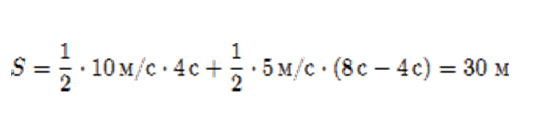 S = 1/2 · 10 м/с · 4 с + 1/2 · 5 м/с · (8 с − 4 с) = 30 м